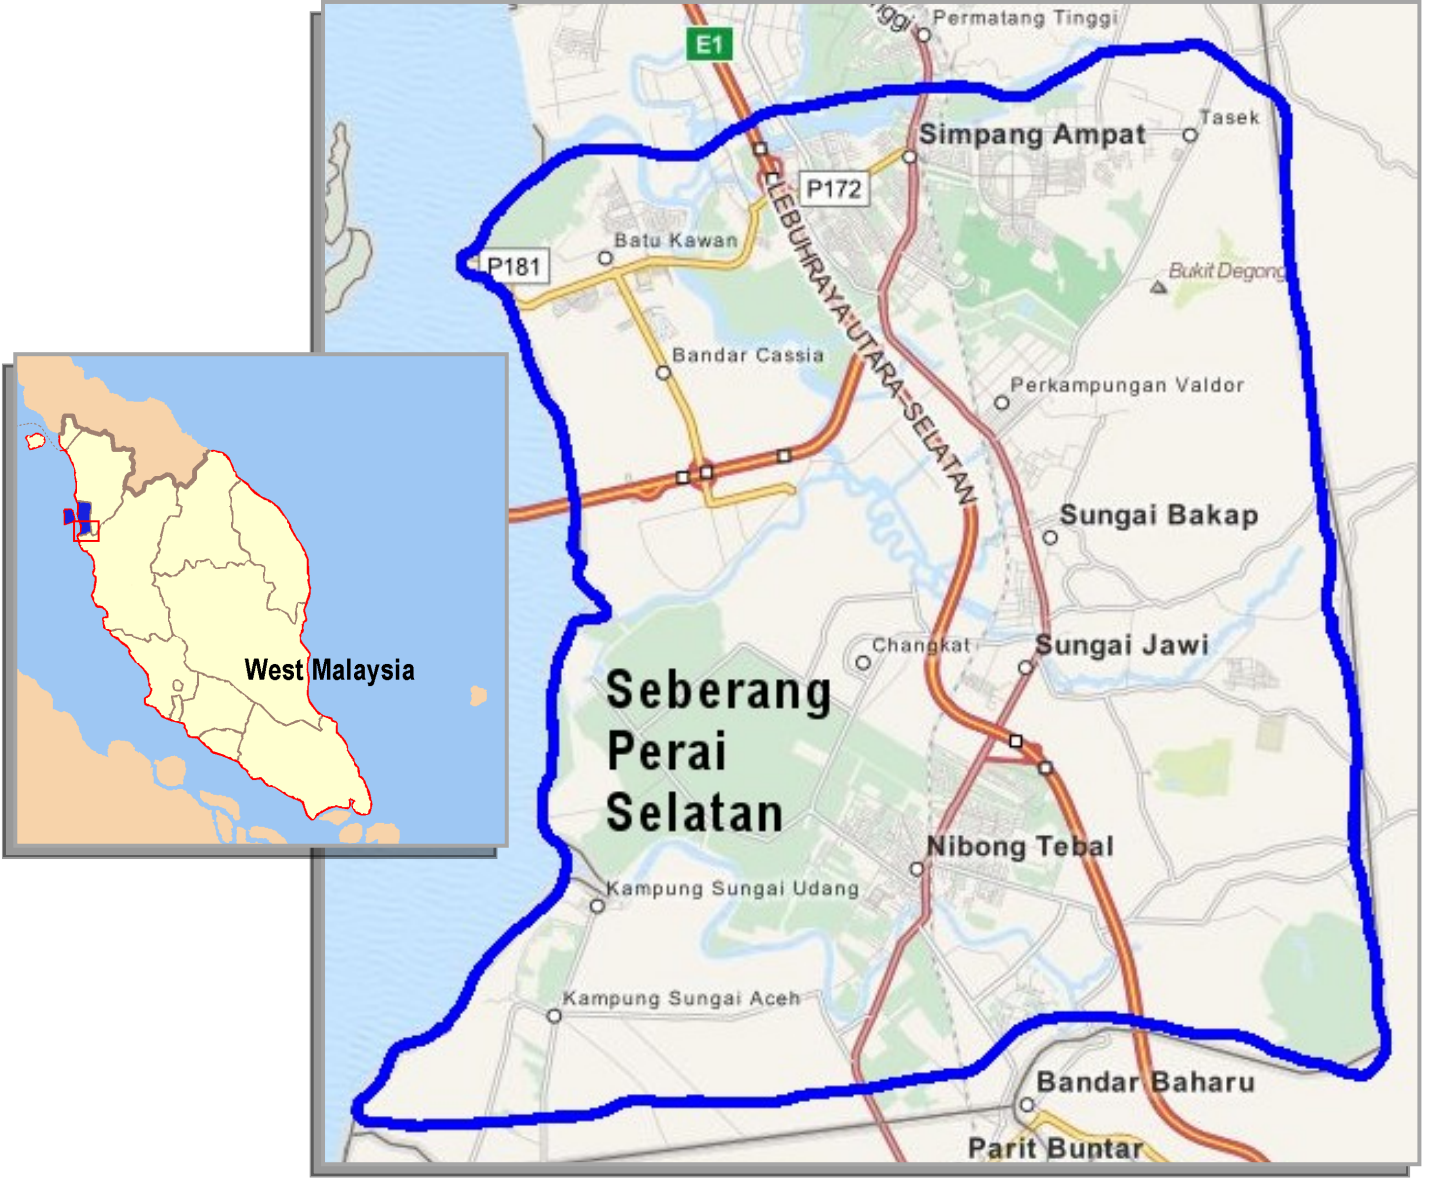 nggi
Permatang Tinggi
E1
Tasek
Simpang Ampat
P172
Batu Kawan
P181
LEBUHRAYA UTARA-SELATAN
Bukit Degong
Bandar Cassia
Perkampungan Valdor
Sungai Bakap
Changkat
Sungai Jawi
West Malaysia
Seberang
Perai
Selatan
Nibong Tebal
Kampung Sungai Udang
Kampung Sungai Aceh
Bandar Baharu
Parit Buntar